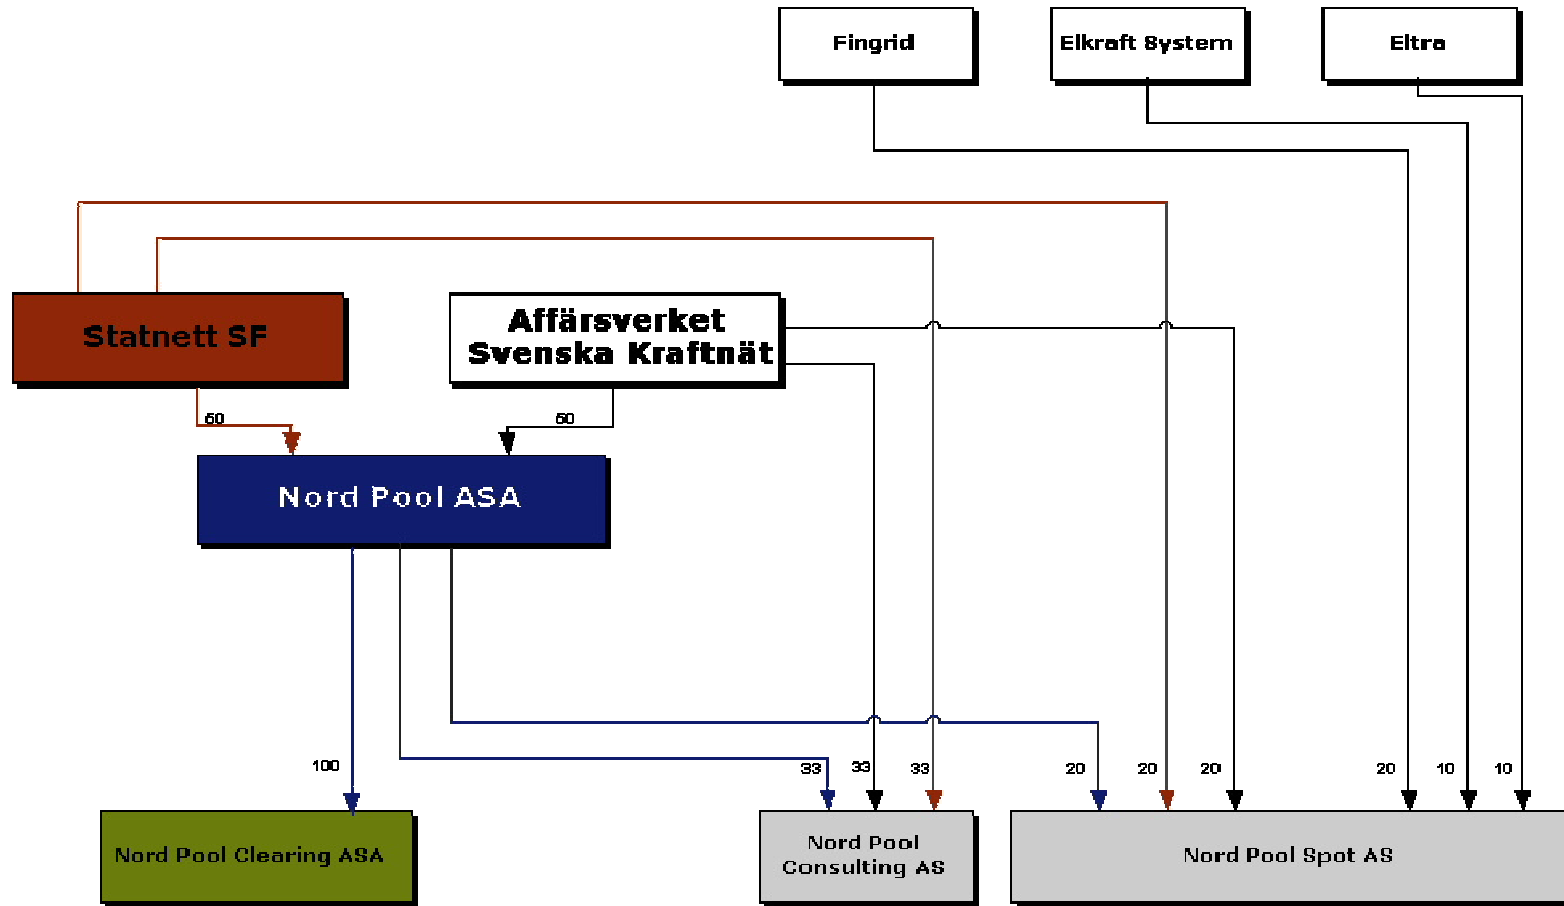 Fingrid
Elkraft System
Eltra
Statnett SF
Affärsverket
Svenska Kraftnät
50
50
Nord Pool ASA
100
33
33
33
20
20
20
20
10
10
Nord Pool Clearing ASA
Nord Pool
Consulting AS
Nord Pool Spot AS